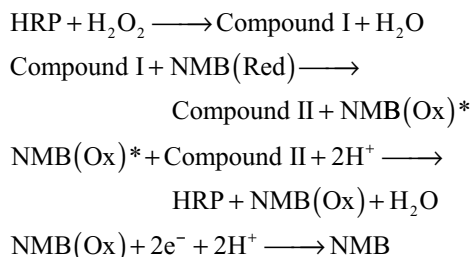 HRP + H₂O₂ ⟶ Compound I + H₂O
Compound I + NMB(Red) ⟶
Compound II + NMB(Ox)*
NMB(Ox)* + Compound II + 2H⁺ ⟶
HRP + NMB(Ox) + H₂O
NMB(Ox) + 2e⁻ + 2H⁺ ⟶ NMB